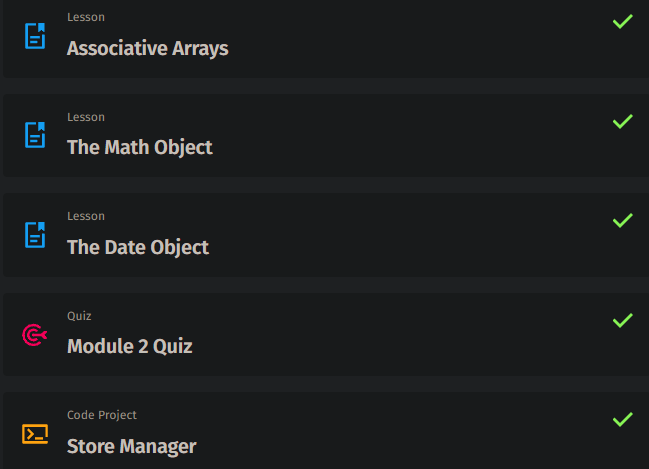 Lesson
Associative Arrays
Lesson
The Math Object
Lesson
The Date Object
Quiz
Module 2 Quiz
Code Project
Store Manager